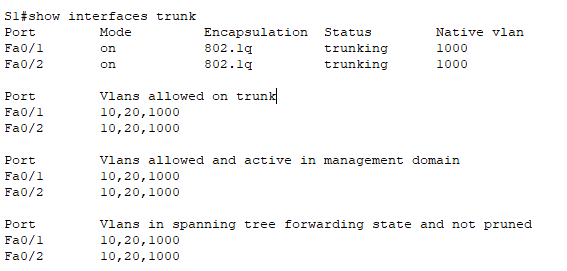 S1#show interfaces trunk
Port Mode Encapsulation Status Native vlan
Fa0/1 on 802.1q trunking 1000
Fa0/2 on 802.1q trunking 1000
Port Vlans allowed on trunk
Fa0/1 10,20,1000
Fa0/2 10,20,1000
Port Vlans allowed and active in management domain
Fa0/1 10,20,1000
Fa0/2 10,20,1000
Port Vlans in spanning tree forwarding state and not pruned
Fa0/1 10,20,1000
Fa0/2 10,20,1000